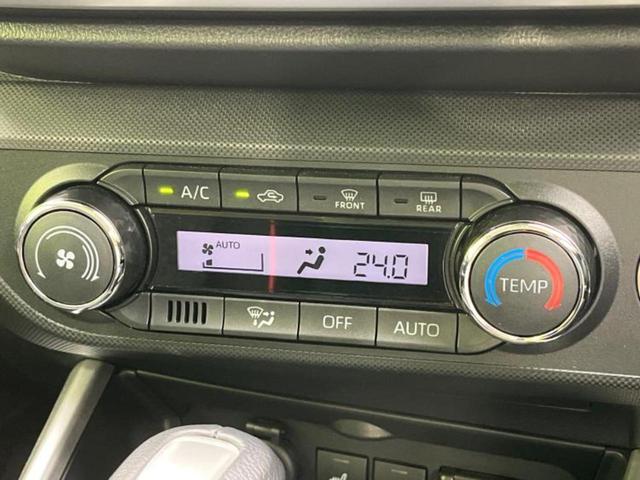 A/C
FRONT
REAR
AUTO
24.0
TEMP
OFF
AUTO